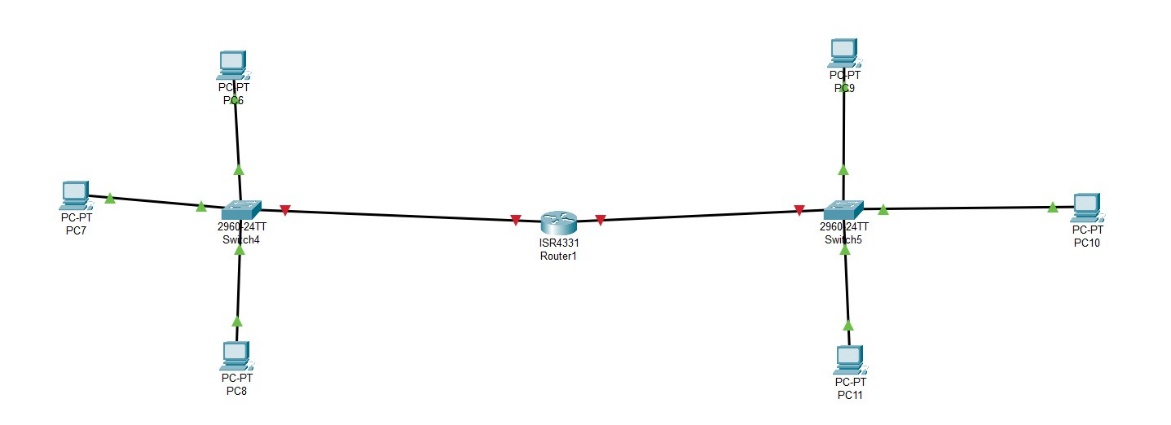 PC-PT
PC6
PC-PT
PC9
PC-PT
PC7
2960-24TT
Switch4
ISR4331
Router1
2960-24TT
Switch5
PC-PT
PC10
PC-PT
PC8
PC-PT
PC11